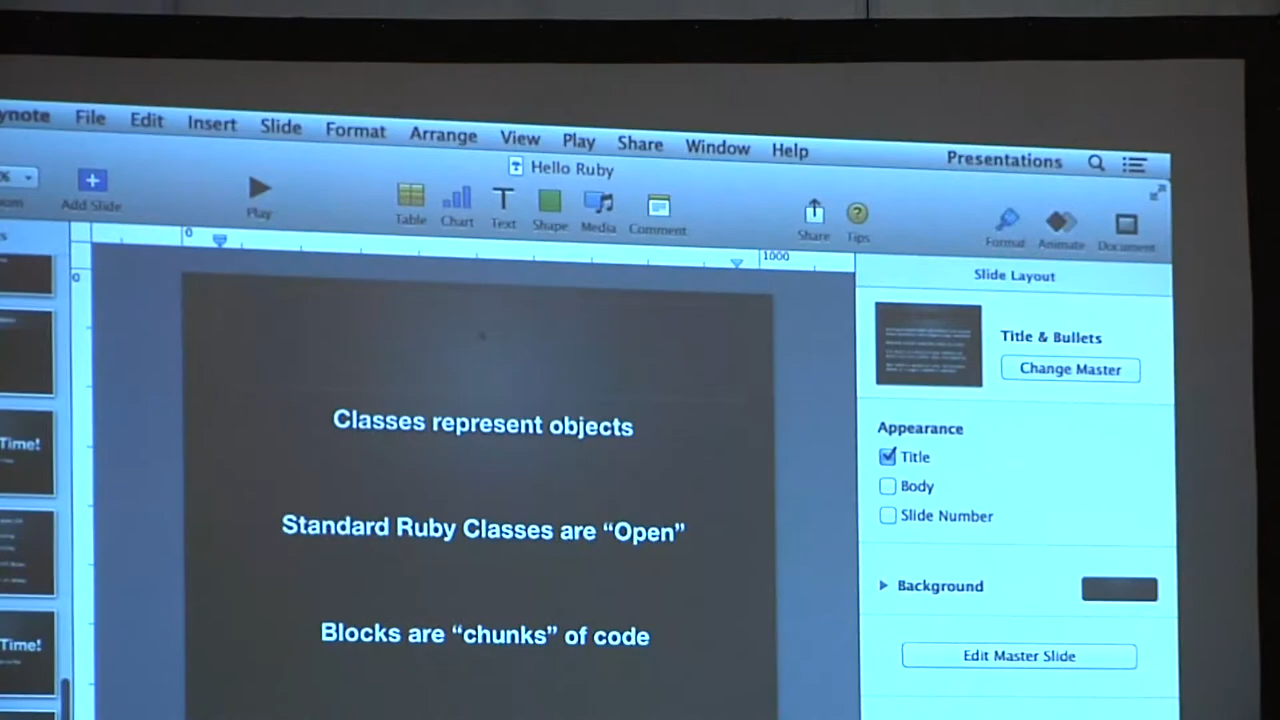 ynote File Edit Insert Slide Format Arrange View Play Share Window Help Presentations
Hello Ruby
%
Add Slide Play Table Chart Text Shape Media Comment Share Tips Format Animate Document
0 1000
0
Slide Layout
Title & Bullets
Change Master
Appearance
Title
Body
Slide Number
Background
Edit Master Slide
Classes represent objects
Standard Ruby Classes are “Open”
Blocks are “chunks” of code
Time!
Time!